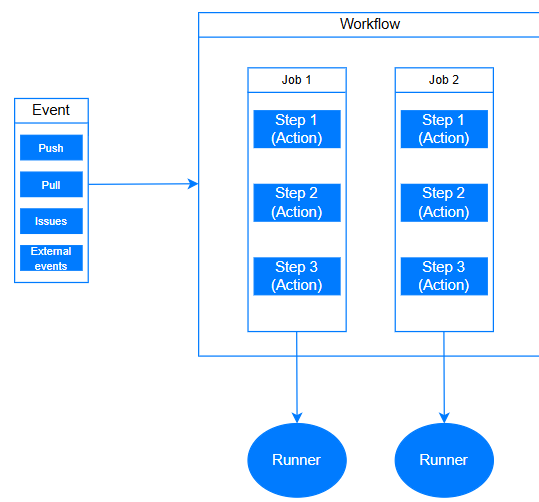 Workflow
Event
Push
Pull
Issues
External
events
Job 1
Step 1
(Action)
Step 2
(Action)
Step 3
(Action)
Job 2
Step 1
(Action)
Step 2
(Action)
Step 3
(Action)
Runner
Runner